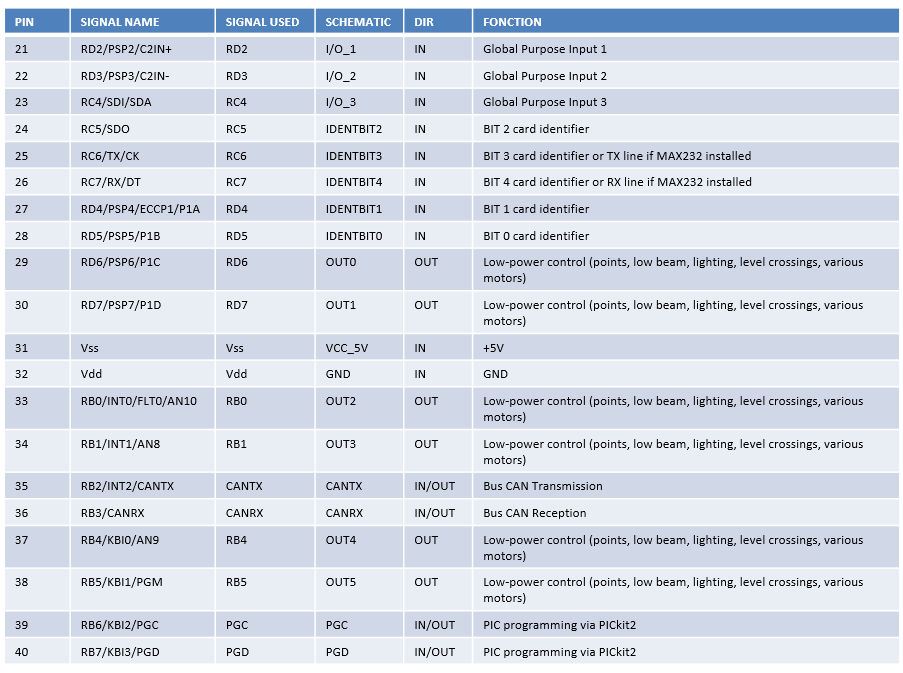 PIN SIGNAL NAME SIGNAL USED SCHEMATIC DIR FONCTION
21 RD2/PSP2/C2IN+ RD2 I/O_1 IN Global Purpose Input 1
22 RD3/PSP3/C2IN- RD3 I/O_2 IN Global Purpose Input 2
23 RC4/SDI/SDA RC4 I/O_3 IN Global Purpose Input 3
24 RC5/SDO RC5 IDENTBIT2 IN BIT 2 card identifier
25 RC6/TX/CK RC6 IDENTBIT3 IN BIT 3 card identifier or TX line if MAX232 installed
26 RC7/RX/DT RC7 IDENTBIT4 IN BIT 4 card identifier or RX line if MAX232 installed
27 RD4/PSP4/ECCP1/P1A RD4 IDENTBIT1 IN BIT 1 card identifier
28 RD5/PSP5/P1B RD5 IDENTBIT0 IN BIT 0 card identifier
29 RD6/PSP6/P1C RD6 OUT0 OUT Low-power control (points, low beam, lighting, level crossings, various
motors)
30 RD7/PSP7/P1D RD7 OUT1 OUT Low-power control (points, low beam, lighting, level crossings, various
motors)
31 Vss Vss VCC_5V IN +5V
32 Vdd Vdd GND IN GND
33 RB0/INT0/FLT0/AN10 RB0 OUT2 OUT Low-power control (points, low beam, lighting, level crossings, various
motors)
34 RB1/INT1/AN8 RB1 OUT3 OUT Low-power control (points, low beam, lighting, level crossings, various
motors)
35 RB2/INT2/CANTX CANTX CANTX IN/OUT Bus CAN Transmission
36 RB3/CANRX CANRX CANRX IN/OUT Bus CAN Reception
37 RB4/KBI0/AN9 RB4 OUT4 OUT Low-power control (points, low beam, lighting, level crossings, various
motors)
38 RB5/KBI1/PGM RB5 OUT5 OUT Low-power control (points, low beam, lighting, level crossings, various
motors)
39 RB6/KBI2/PGC PGC PGC IN/OUT PIC programming via PICkit2
40 RB7/KBI3/PGD PGD PGD IN/OUT PIC programming via PICkit2